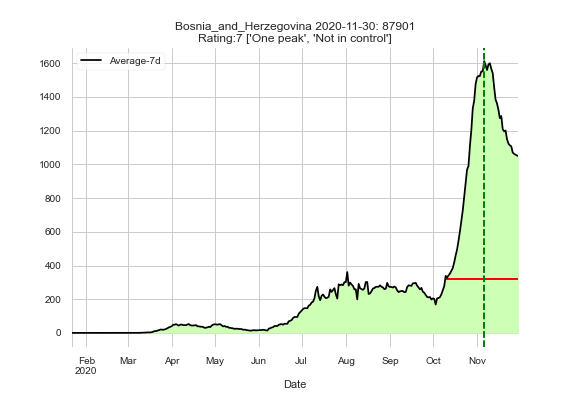 Bosnia_and_Herzegovina 2020-11-30: 87901
Rating:7 ['One peak', 'Not in control']
Average-7d
1600
1400
1200
1000
800
600
400
200
0
Feb Mar Apr May Jun Jul Aug Sep Oct Nov
2020
Date